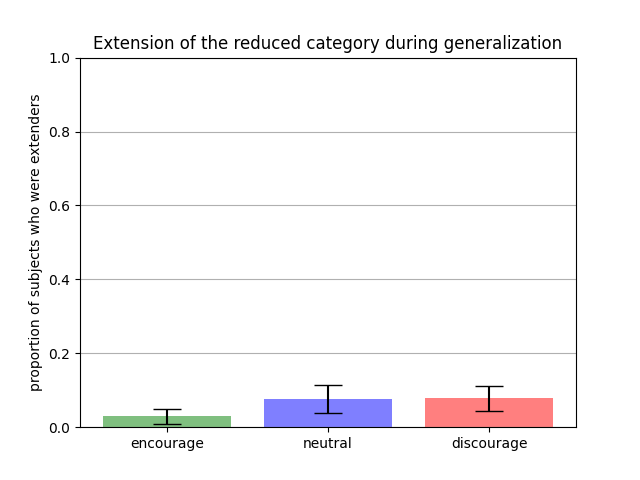 Extension of the reduced category during generalization
proportion of subjects who were extenders
1.0
0.8
0.6
0.4
0.2
0.0
encourage
neutral
discourage